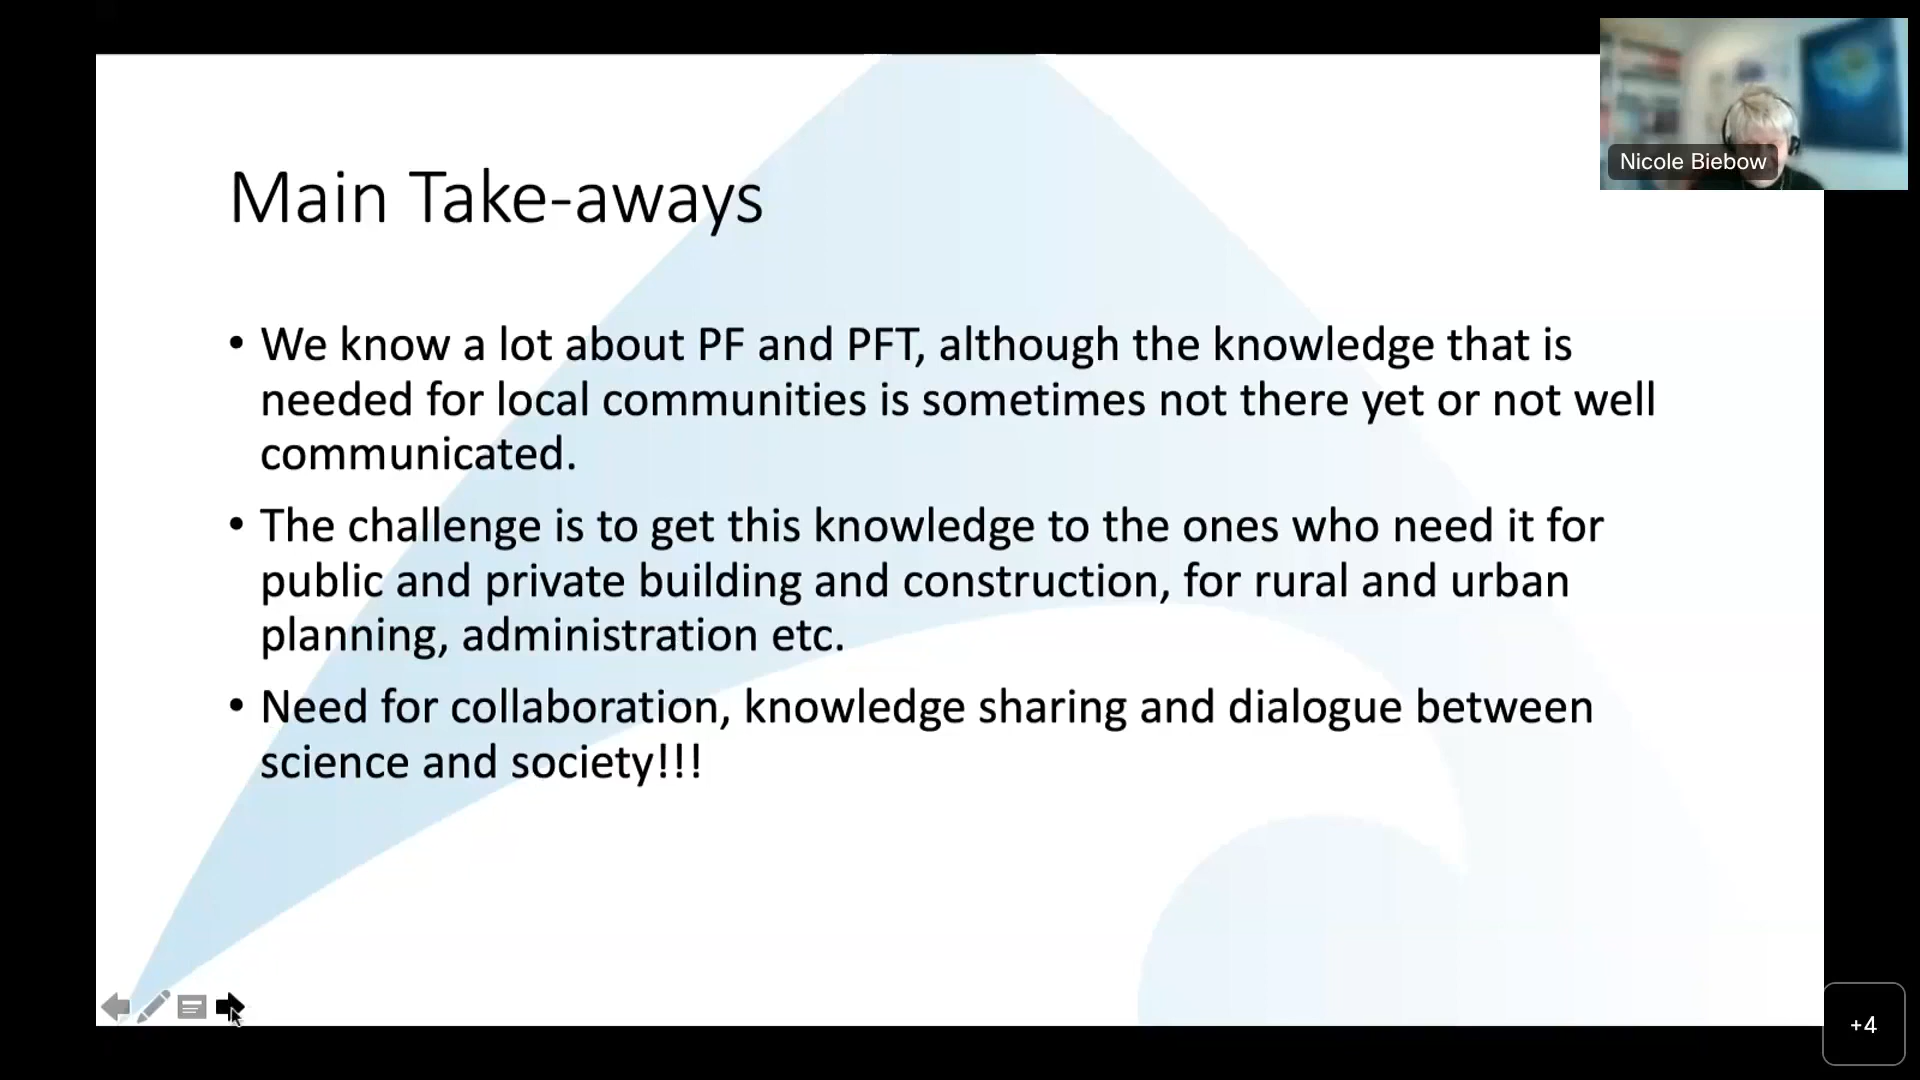 Nicole Biebow
Main Take-aways
• We know a lot about PF and PFT, although the knowledge that is
needed for local communities is sometimes not there yet or not well
communicated.
• The challenge is to get this knowledge to the ones who need it for
public and private building and construction, for rural and urban
planning, administration etc.
• Need for collaboration, knowledge sharing and dialogue between
science and society!!!
+4